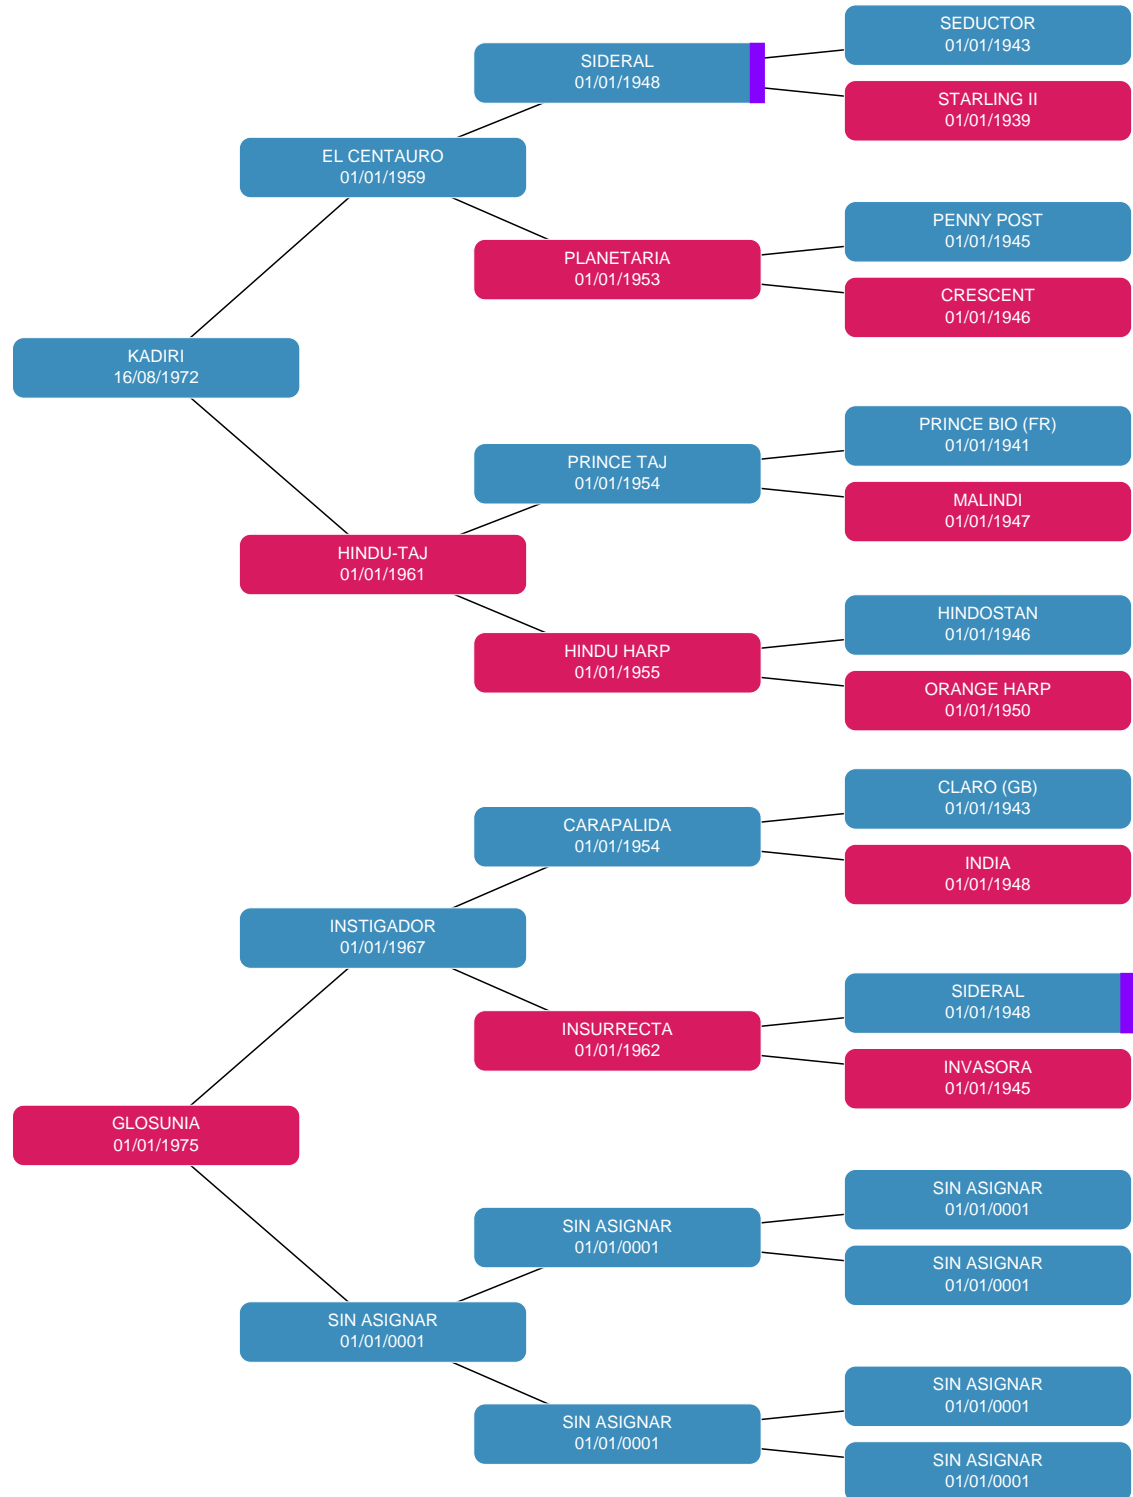 SEDUCTOR
01/01/1943
SIDERAL
01/01/1948
STARLING II
01/01/1939
EL CENTAURO
01/01/1959
PENNY POST
01/01/1945
PLANETARIA
01/01/1953
CRESCENT
01/01/1946
KADIRI
16/08/1972
PRINCE BIO (FR)
01/01/1941
PRINCE TAJ
01/01/1954
MALINDI
01/01/1947
HINDU-TAJ
01/01/1961
HINDOSTAN
01/01/1946
HINDU HARP
01/01/1955
ORANGE HARP
01/01/1950
CLARO (GB)
01/01/1943
CARAPALIDA
01/01/1954
INDIA
01/01/1948
INSTIGADOR
01/01/1967
SIDERAL
01/01/1948
INSURRECTA
01/01/1962
INVASORA
01/01/1945
GLOSUNIA
01/01/1975
SIN ASIGNAR
01/01/0001
SIN ASIGNAR
01/01/0001
SIN ASIGNAR
01/01/0001
SIN ASIGNAR
01/01/0001
SIN ASIGNAR
01/01/0001
SIN ASIGNAR
01/01/0001
SIN ASIGNAR
01/01/0001